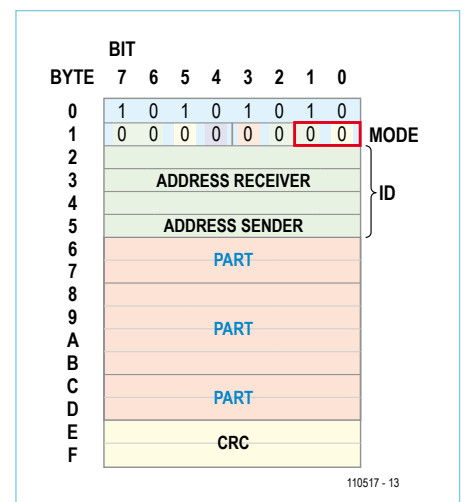 BIT
BYTE 7 6 5 4 3 2 1 0
0 1 0 1 0 1 0 1 0
1 0 0 0 0 0 0 0 0 MODE
2
3 ADDRESS RECEIVER ID
4
5 ADDRESS SENDER
6
PART
7
8
9
PART
A
B
C
PART
D
E
CRC
F
110517 - 13